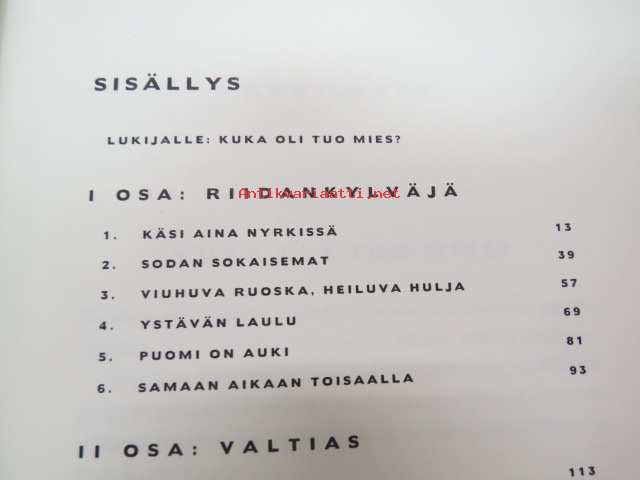 SISÄLLYS
LUKIJALLE: KUKA OLI TUO MIES?
I OSA: RIIDANKYLVÄJÄ
Antikvariaatti.net
1. KÄSI AINA NYRKISSÄ 13
2. SODAN SOKAISEMAT 39
3. VIUHUVA RUOSKA, HEILUVA HULJA 57
4. YSTÄVÄN LAULU 69
5. PUOMI ON AUKI 81
6. SAMAAN AIKAAN TOISAALLA 93
II OSA: VALTIAS
113